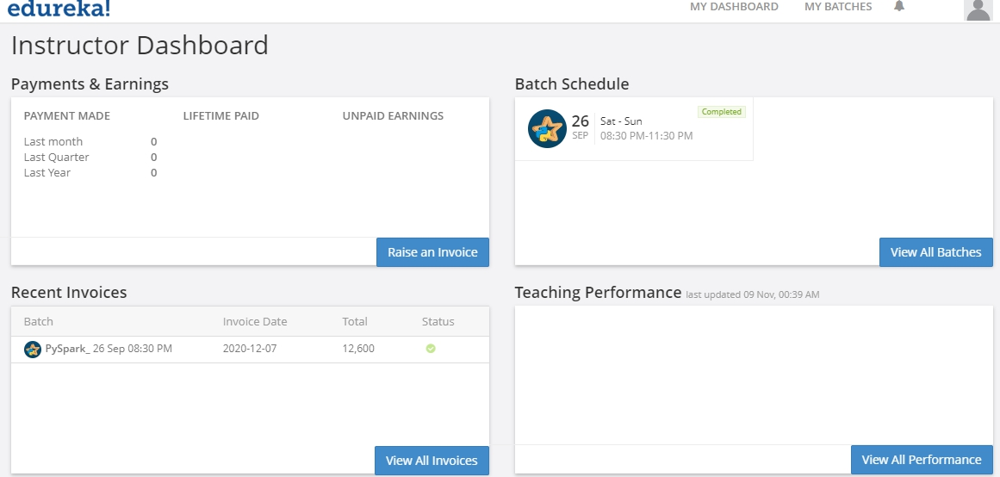 edureka!
MY DASHBOARD MY BATCHES
Instructor Dashboard
Payments & Earnings
PAYMENT MADE LIFETIME PAID UNPAID EARNINGS
Last month 0
Last Quarter 0
Last Year 0
Raise an Invoice
Batch Schedule
Completed
26 Sat - Sun
SEP 08:30 PM-11:30 PM
View All Batches
Recent Invoices
Batch Invoice Date Total Status
PySpark_ 26 Sep 08:30 PM 2020-12-07 12,600
View All Invoices
Teaching Performance last updated 09 Nov, 00:39 AM
View All Performance